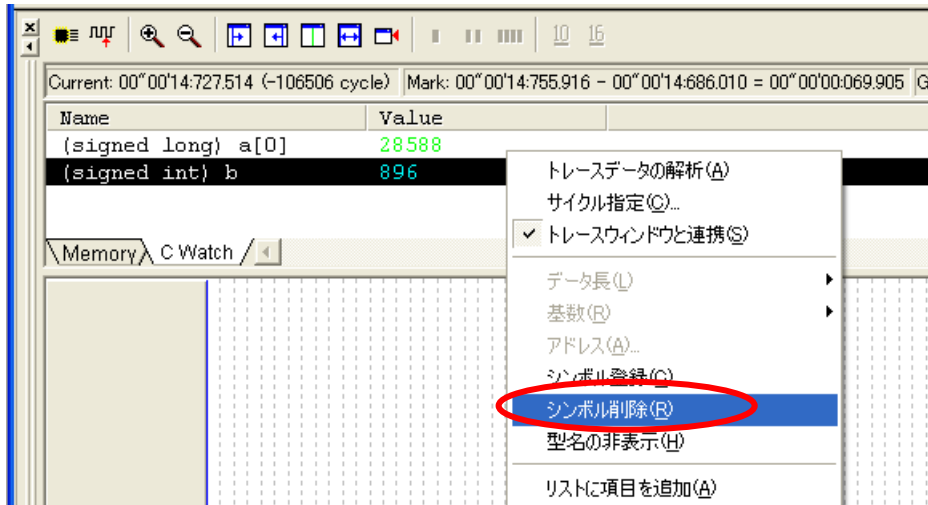 10 16
Current: 00"00'14:727.514 (-106506 cycle) Mark: 00"00'14:755.916 - 00"00'14:686.010 = 00"00'00:069.905 G
Name Value
(signed long) a[0] 28588
(signed int) b 896
Memory C Watch
トレースデータの解析(A)
サイクル指定(C)...
トレースウィンドウと連携(S)
データ長(L)
基数(R)
アドレス(A)...
シンボル登録(C)
シンボル削除(R)
型名の非表示(H)
リストに項目を追加(A)